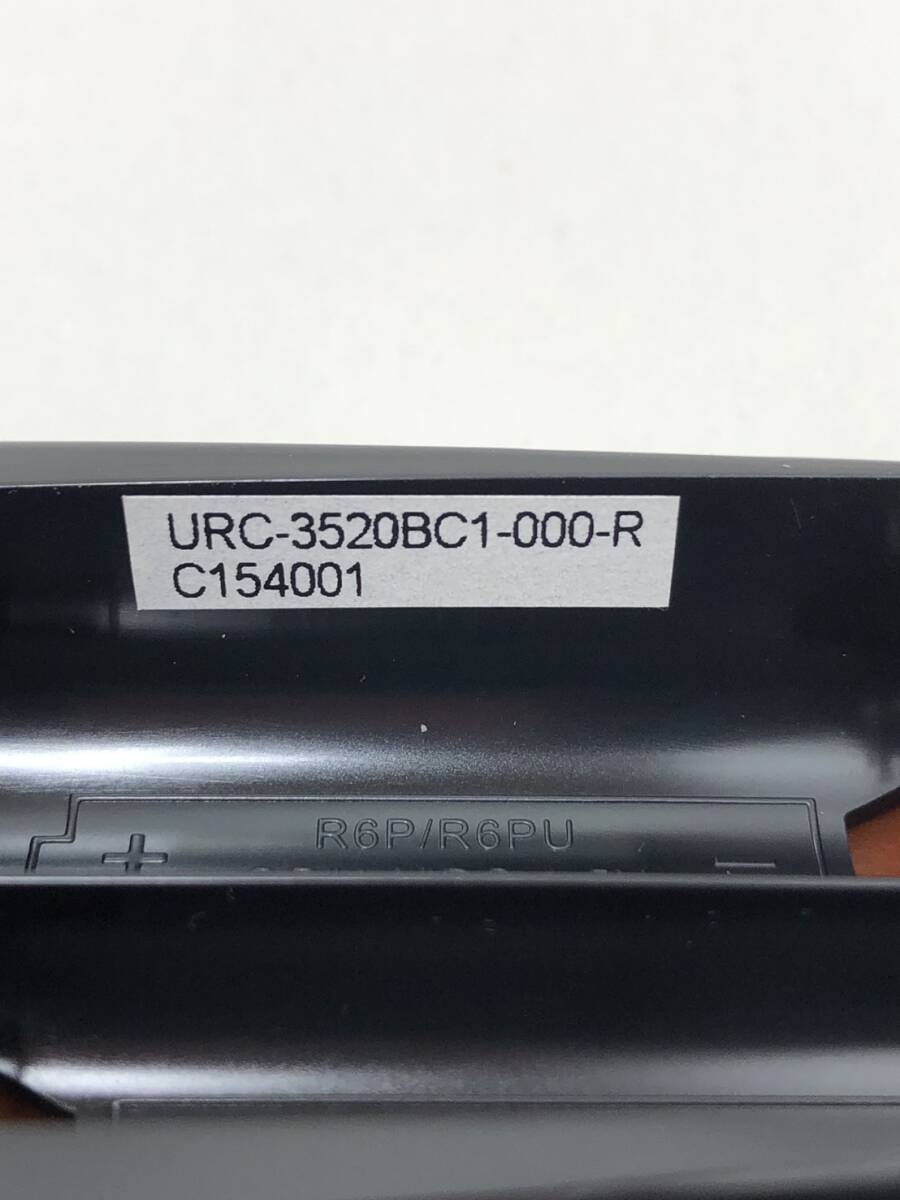 URC-3520BC1-000-R
C154001
R6P/R6PU
+ −